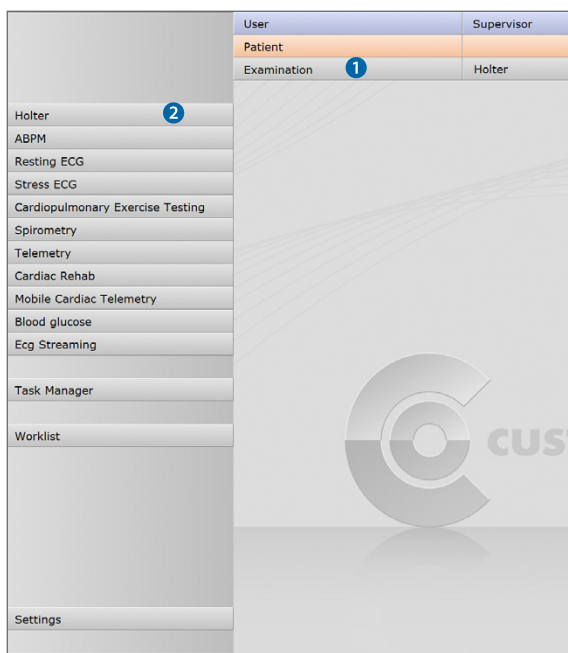 User Supervisor
Patient
Examination 1 Holter
Holter 2
ABPM
Resting ECG
Stress ECG
Cardiopulmonary Exercise Testing
Spirometry
Telemetry
Cardiac Rehab
Mobile Cardiac Telemetry
Blood glucose
Ecg Streaming
Task Manager
Worklist
CUS
Settings